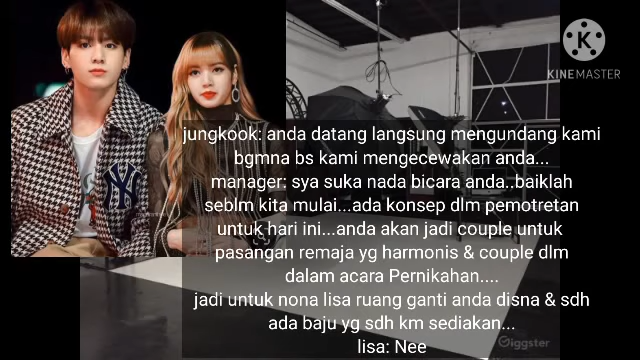 KINEMASTER
jungkook: anda datang langsung mengundang kami
bgmna bs kami mengecewakan anda...
manager: sya suka nada bicara anda..baiklah
seblm kita mulai...ada konsep dlm pemotretan
untuk hari ini...anda akan jadi couple untuk
pasangan remaja yg harmonis & couple dlm
dalam acara Pernikahan....
jadi untuk nona lisa ruang ganti anda disna & sdh
ada baju yg sdh km sediakan...
lisa: Nee
Giggster